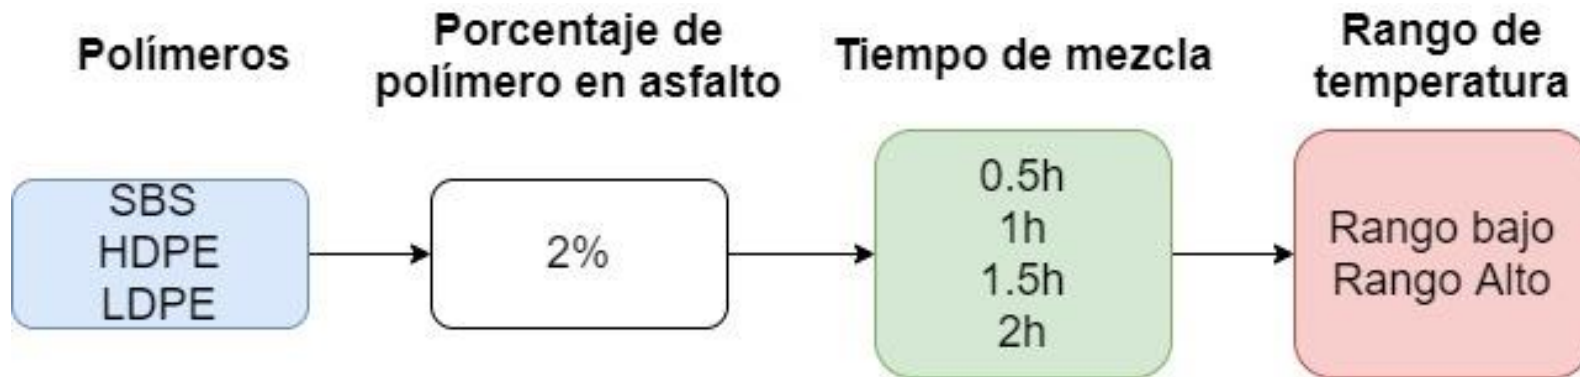 Polímeros
Porcentaje de
polímero en asfalto
Tiempo de mezcla
Rango de
temperatura
SBS
HDPE
LDPE
2%
0.5h
1h
1.5h
2h
Rango bajo
Rango Alto